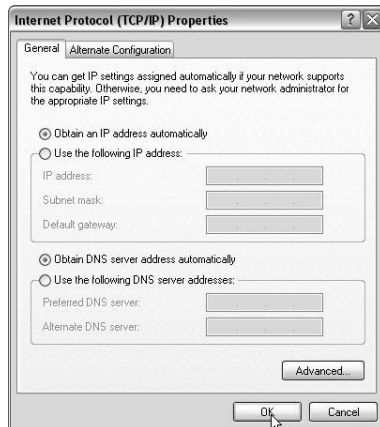 Internet Protocol (TCP/IP) Properties
General
Alternate Configuration
You can get IP settings assigned automatically if your network supports
this capability. Otherwise, you need to ask your network administrator for
the appropriate IP settings.
Obtain an IP address automatically
Use the following IP address:
IP address:
Subnet mask:
Default gateway:
Obtain DNS server address automatically
Use the following DNS server addresses:
Preferred DNS server:
Alternate DNS server:
Advanced...
OK
Cancel